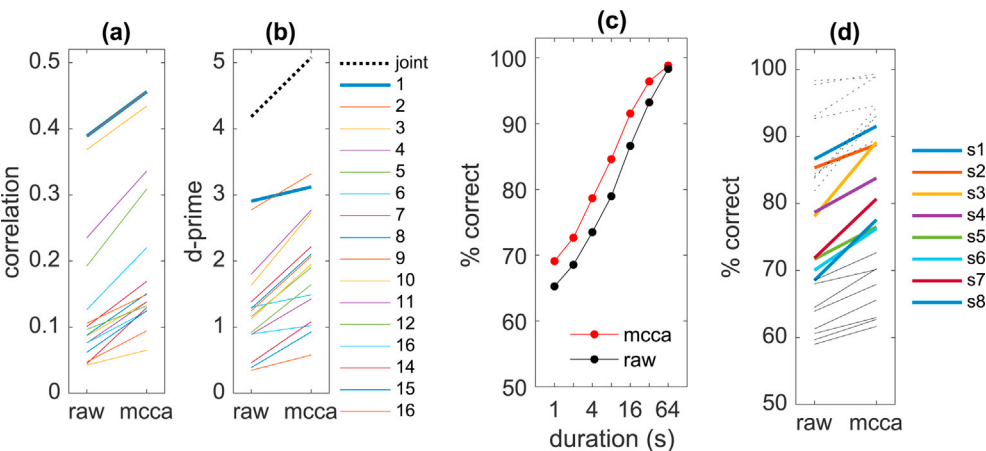 (a)
correlation
0.5
0.4
0.3
0.2
0.1
0
raw mcca
(b)
d-prime
5
4
3
2
1
0
raw mcca
joint
1
2
3
4
5
6
7
8
9
10
11
12
16
14
15
16
(c)
% correct
100
90
80
70
60
50
mcca
raw
1 4 16 64
duration (s)
(d)
% correct
100
90
80
70
60
50
raw mcca
s1
s2
s3
s4
s5
s6
s7
s8